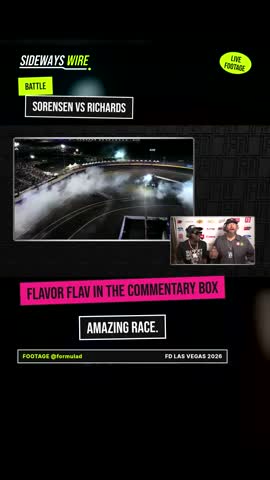 SIDEWAYS WIRE.
LIVE
FOOTAGE
BATTLE
SORENSEN VS RICHARDS
FLAVOR FLAV IN THE COMMENTARY BOX
AMAZING RACE.
FOOTAGE @formulad
FD LAS VEGAS 2026